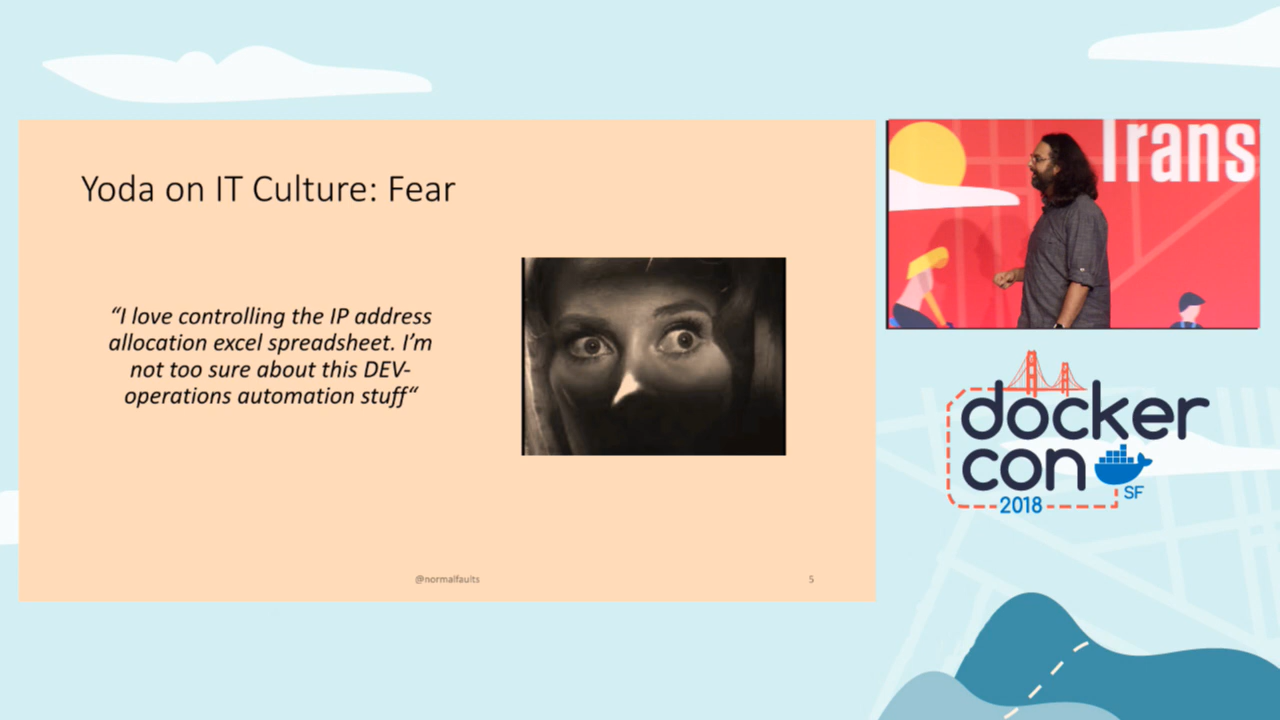 Yoda on IT Culture: Fear
“I love controlling the IP address
allocation excel spreadsheet. I’m
not too sure about this DEV-
operations automation stuff“
@normalfaults
5
Trans
docker
con
2018
SF